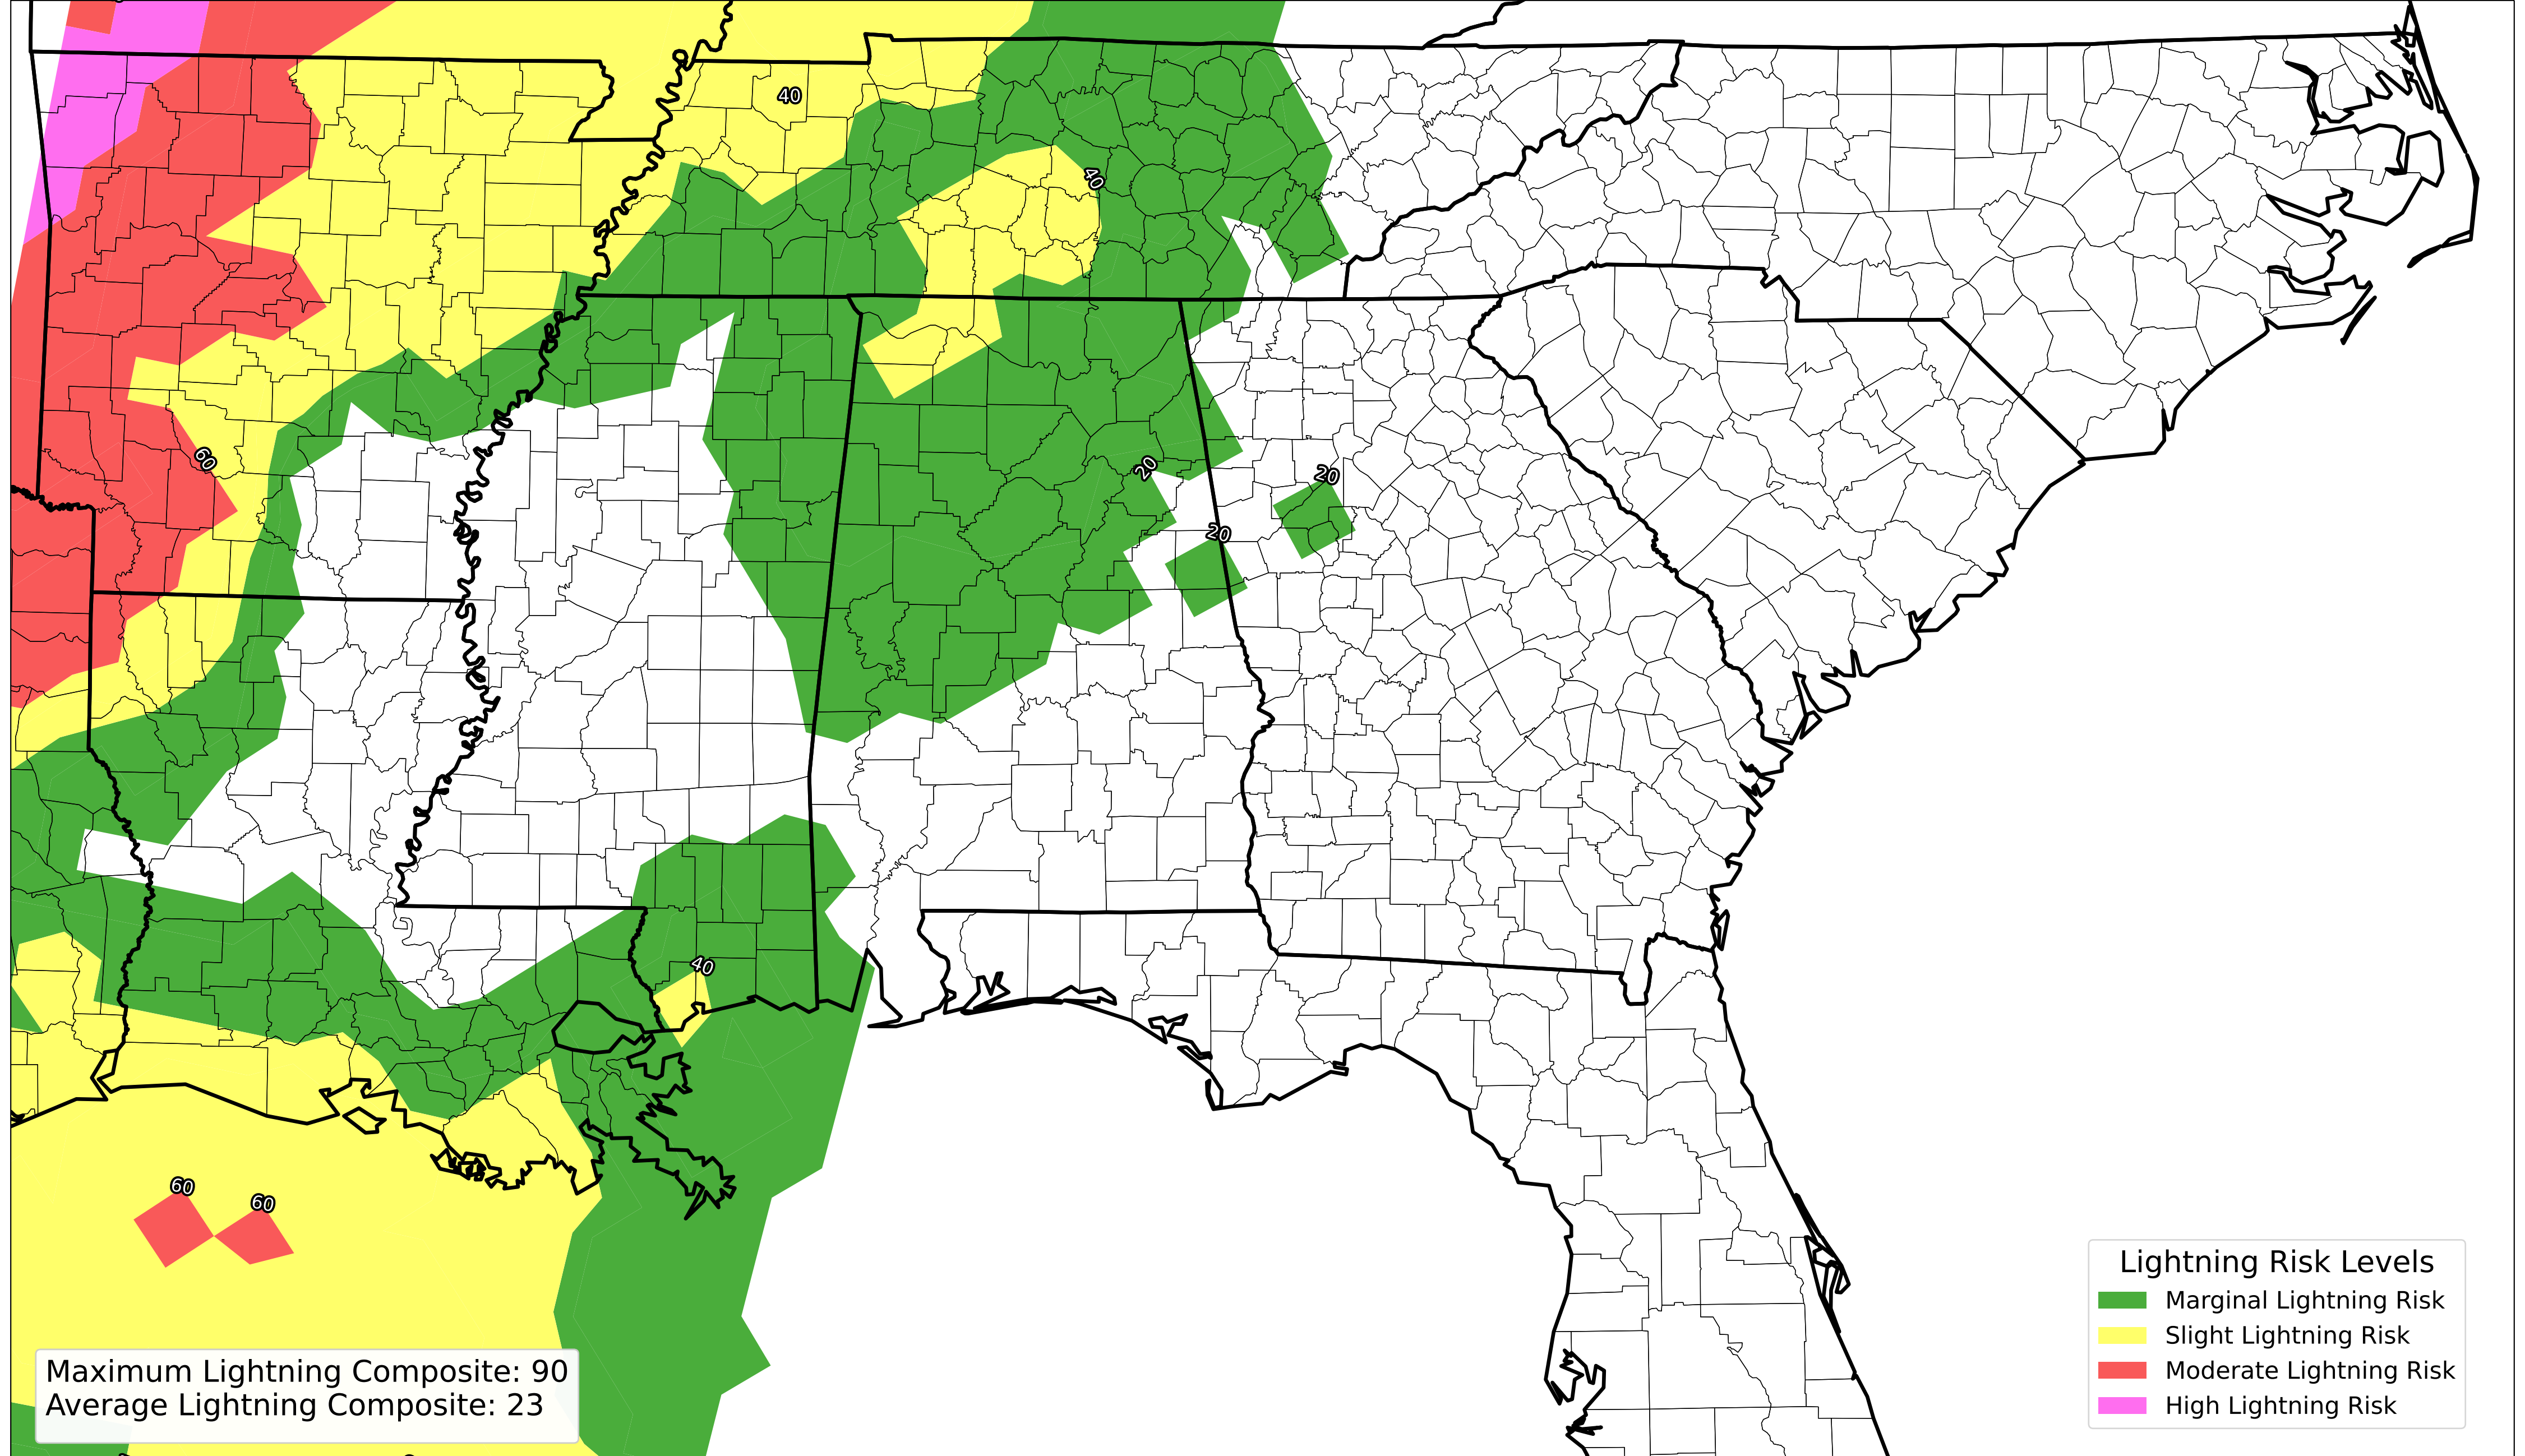 40
40
60
20
20
20
40
60
60
Lightning Risk Levels
Marginal Lightning Risk
Slight Lightning Risk
Moderate Lightning Risk
High Lightning Risk
Maximum Lightning Composite: 90
Average Lightning Composite: 23